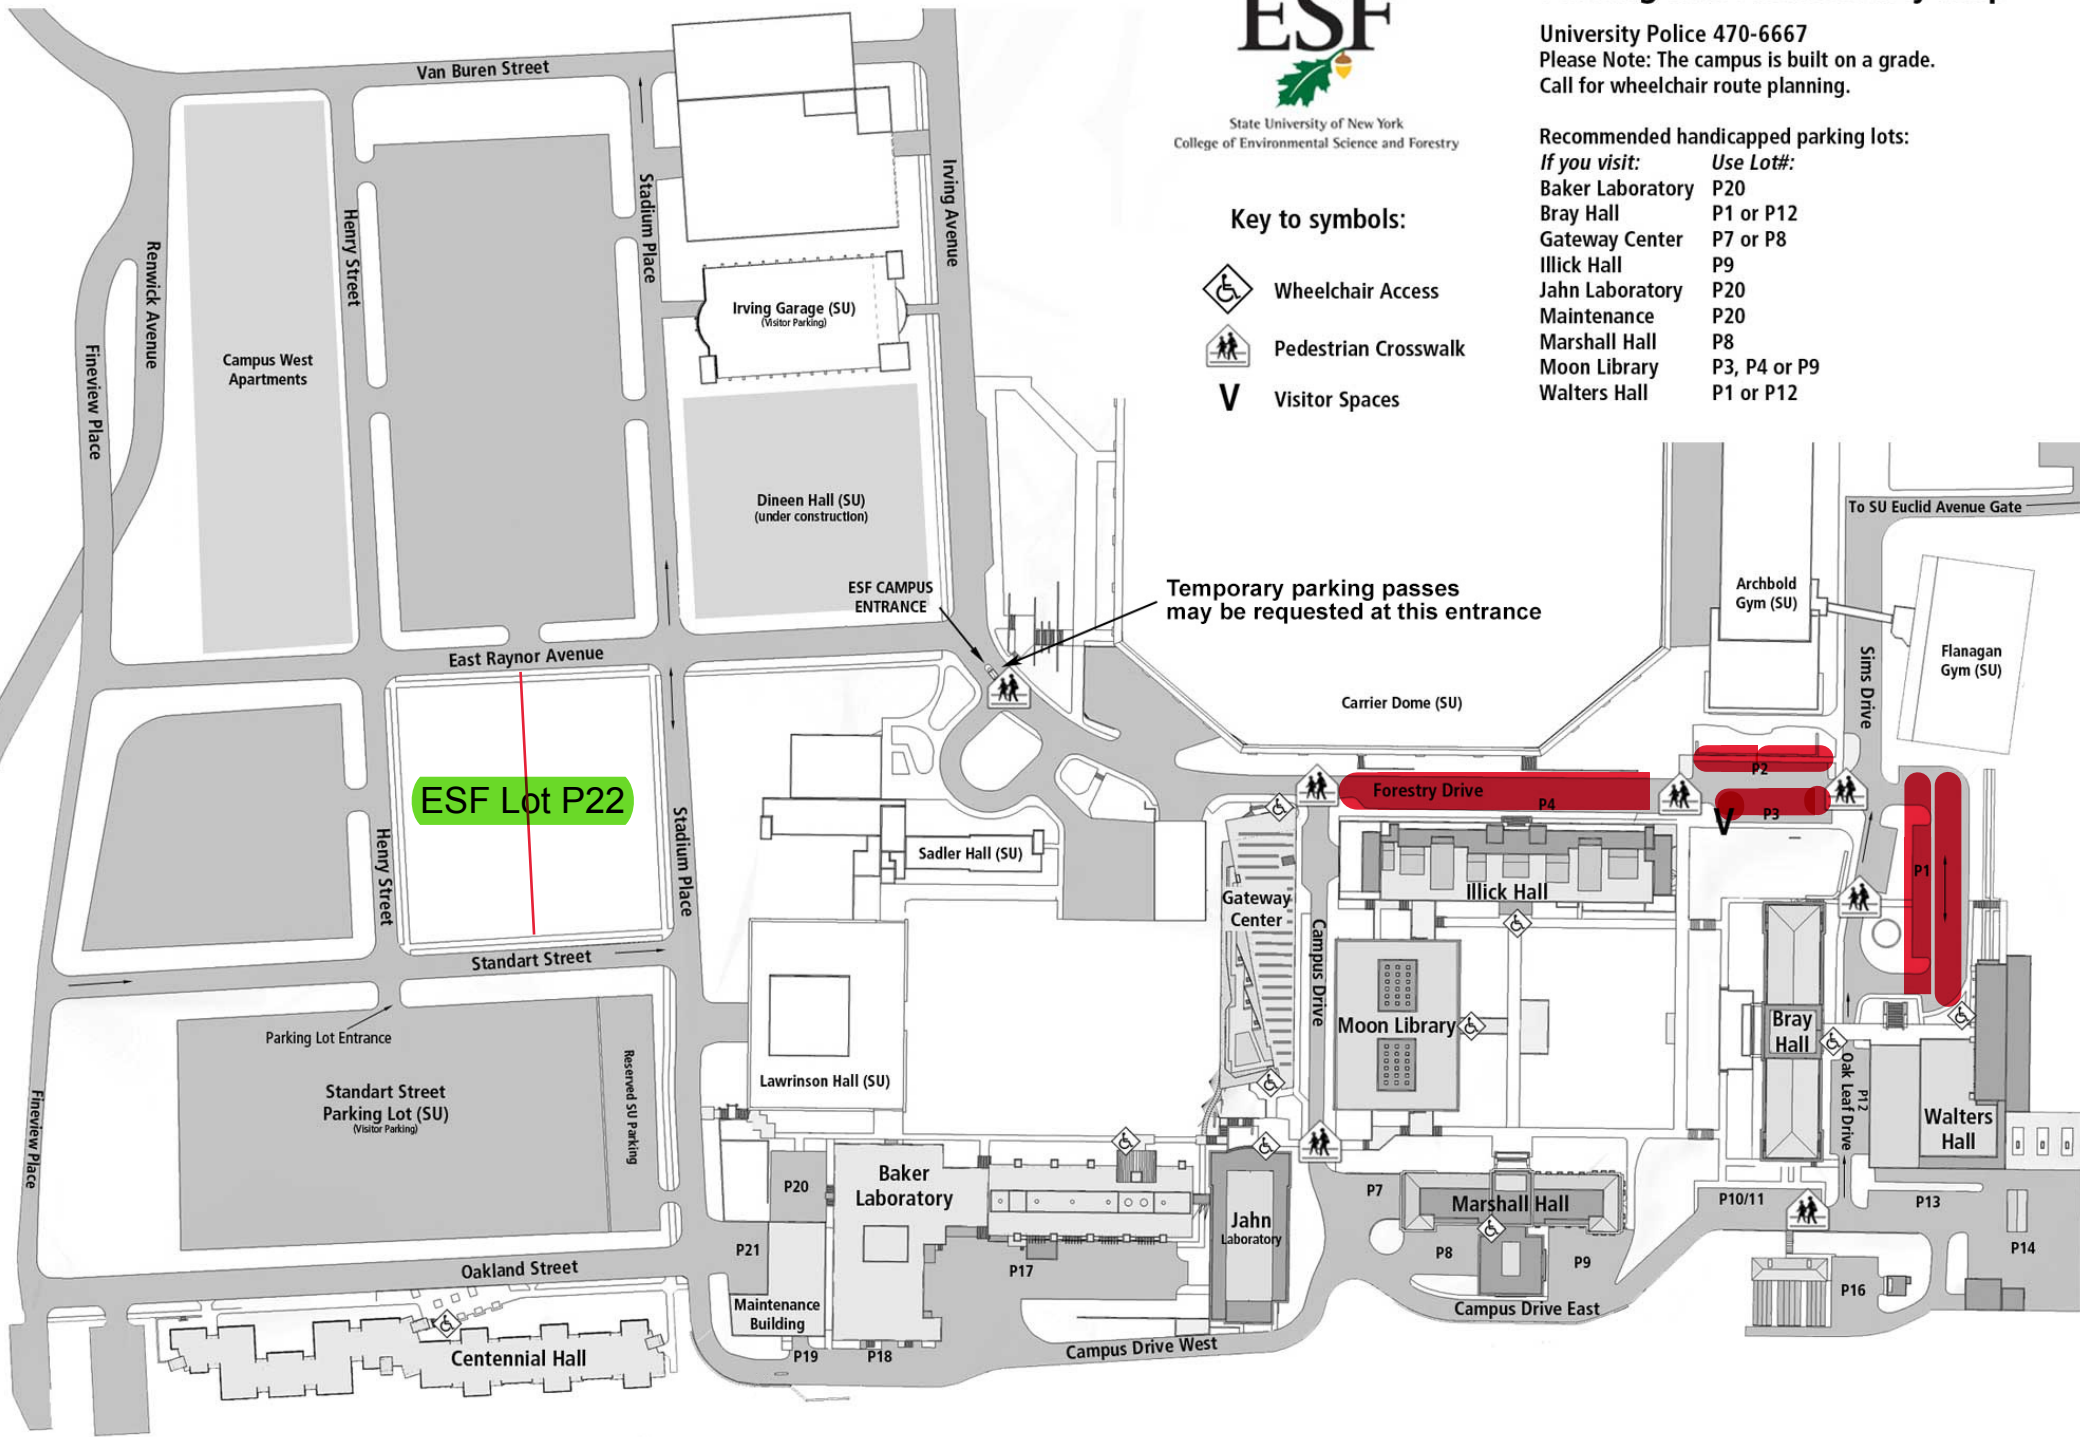 ESF
State University of New York
College of Environmental Science and Forestry
University Police 470-6667
Please Note: The campus is built on a grade.
Call for wheelchair route planning.
Recommended handicapped parking lots:
If you visit: Use Lot#:
Baker Laboratory P20
Bray Hall P1 or P12
Gateway Center P7 or P8
Illick Hall P9
Jahn Laboratory P20
Maintenance P20
Marshall Hall P8
Moon Library P3, P4 or P9
Walters Hall P1 or P12
Key to symbols:
Wheelchair Access
Pedestrian Crosswalk
V Visitor Spaces
Van Buren Street
Stadium Place
Irving Avenue
Henry Street
Renwick Avenue
Fineview Place
Campus West
Apartments
Irving Garage (SU)
(Visitor Parking)
Dineen Hall (SU)
(under construction)
ESF CAMPUS
ENTRANCE
Temporary parking passes
may be requested at this entrance
To SU Euclid Avenue Gate
Archbold
Gym (SU)
Flanagan
Gym (SU)
Sims Drive
Carrier Dome (SU)
East Raynor Avenue
ESF Lot P22
Henry Street
Stadium Place
Standart Street
Sadler Hall (SU)
Forestry Drive
P4
P2
P3
V
P1
Illick Hall
Gateway
Center
Campus Drive
Moon Library
Bray
Hall
Oak Leaf Drive
P12
Walters
Hall
Lawrinson Hall (SU)
Parking Lot Entrance
Standart Street
Parking Lot (SU)
(Visitor Parking)
Reserved SU Parking
Fineview Place
Oakland Street
Centennial Hall
P20
P21
Baker
Laboratory
Maintenance
Building
P19
P18
P17
Jahn
Laboratory
Campus Drive West
P7
Marshall Hall
P8
P9
Campus Drive East
P10/11
P13
P14
P16